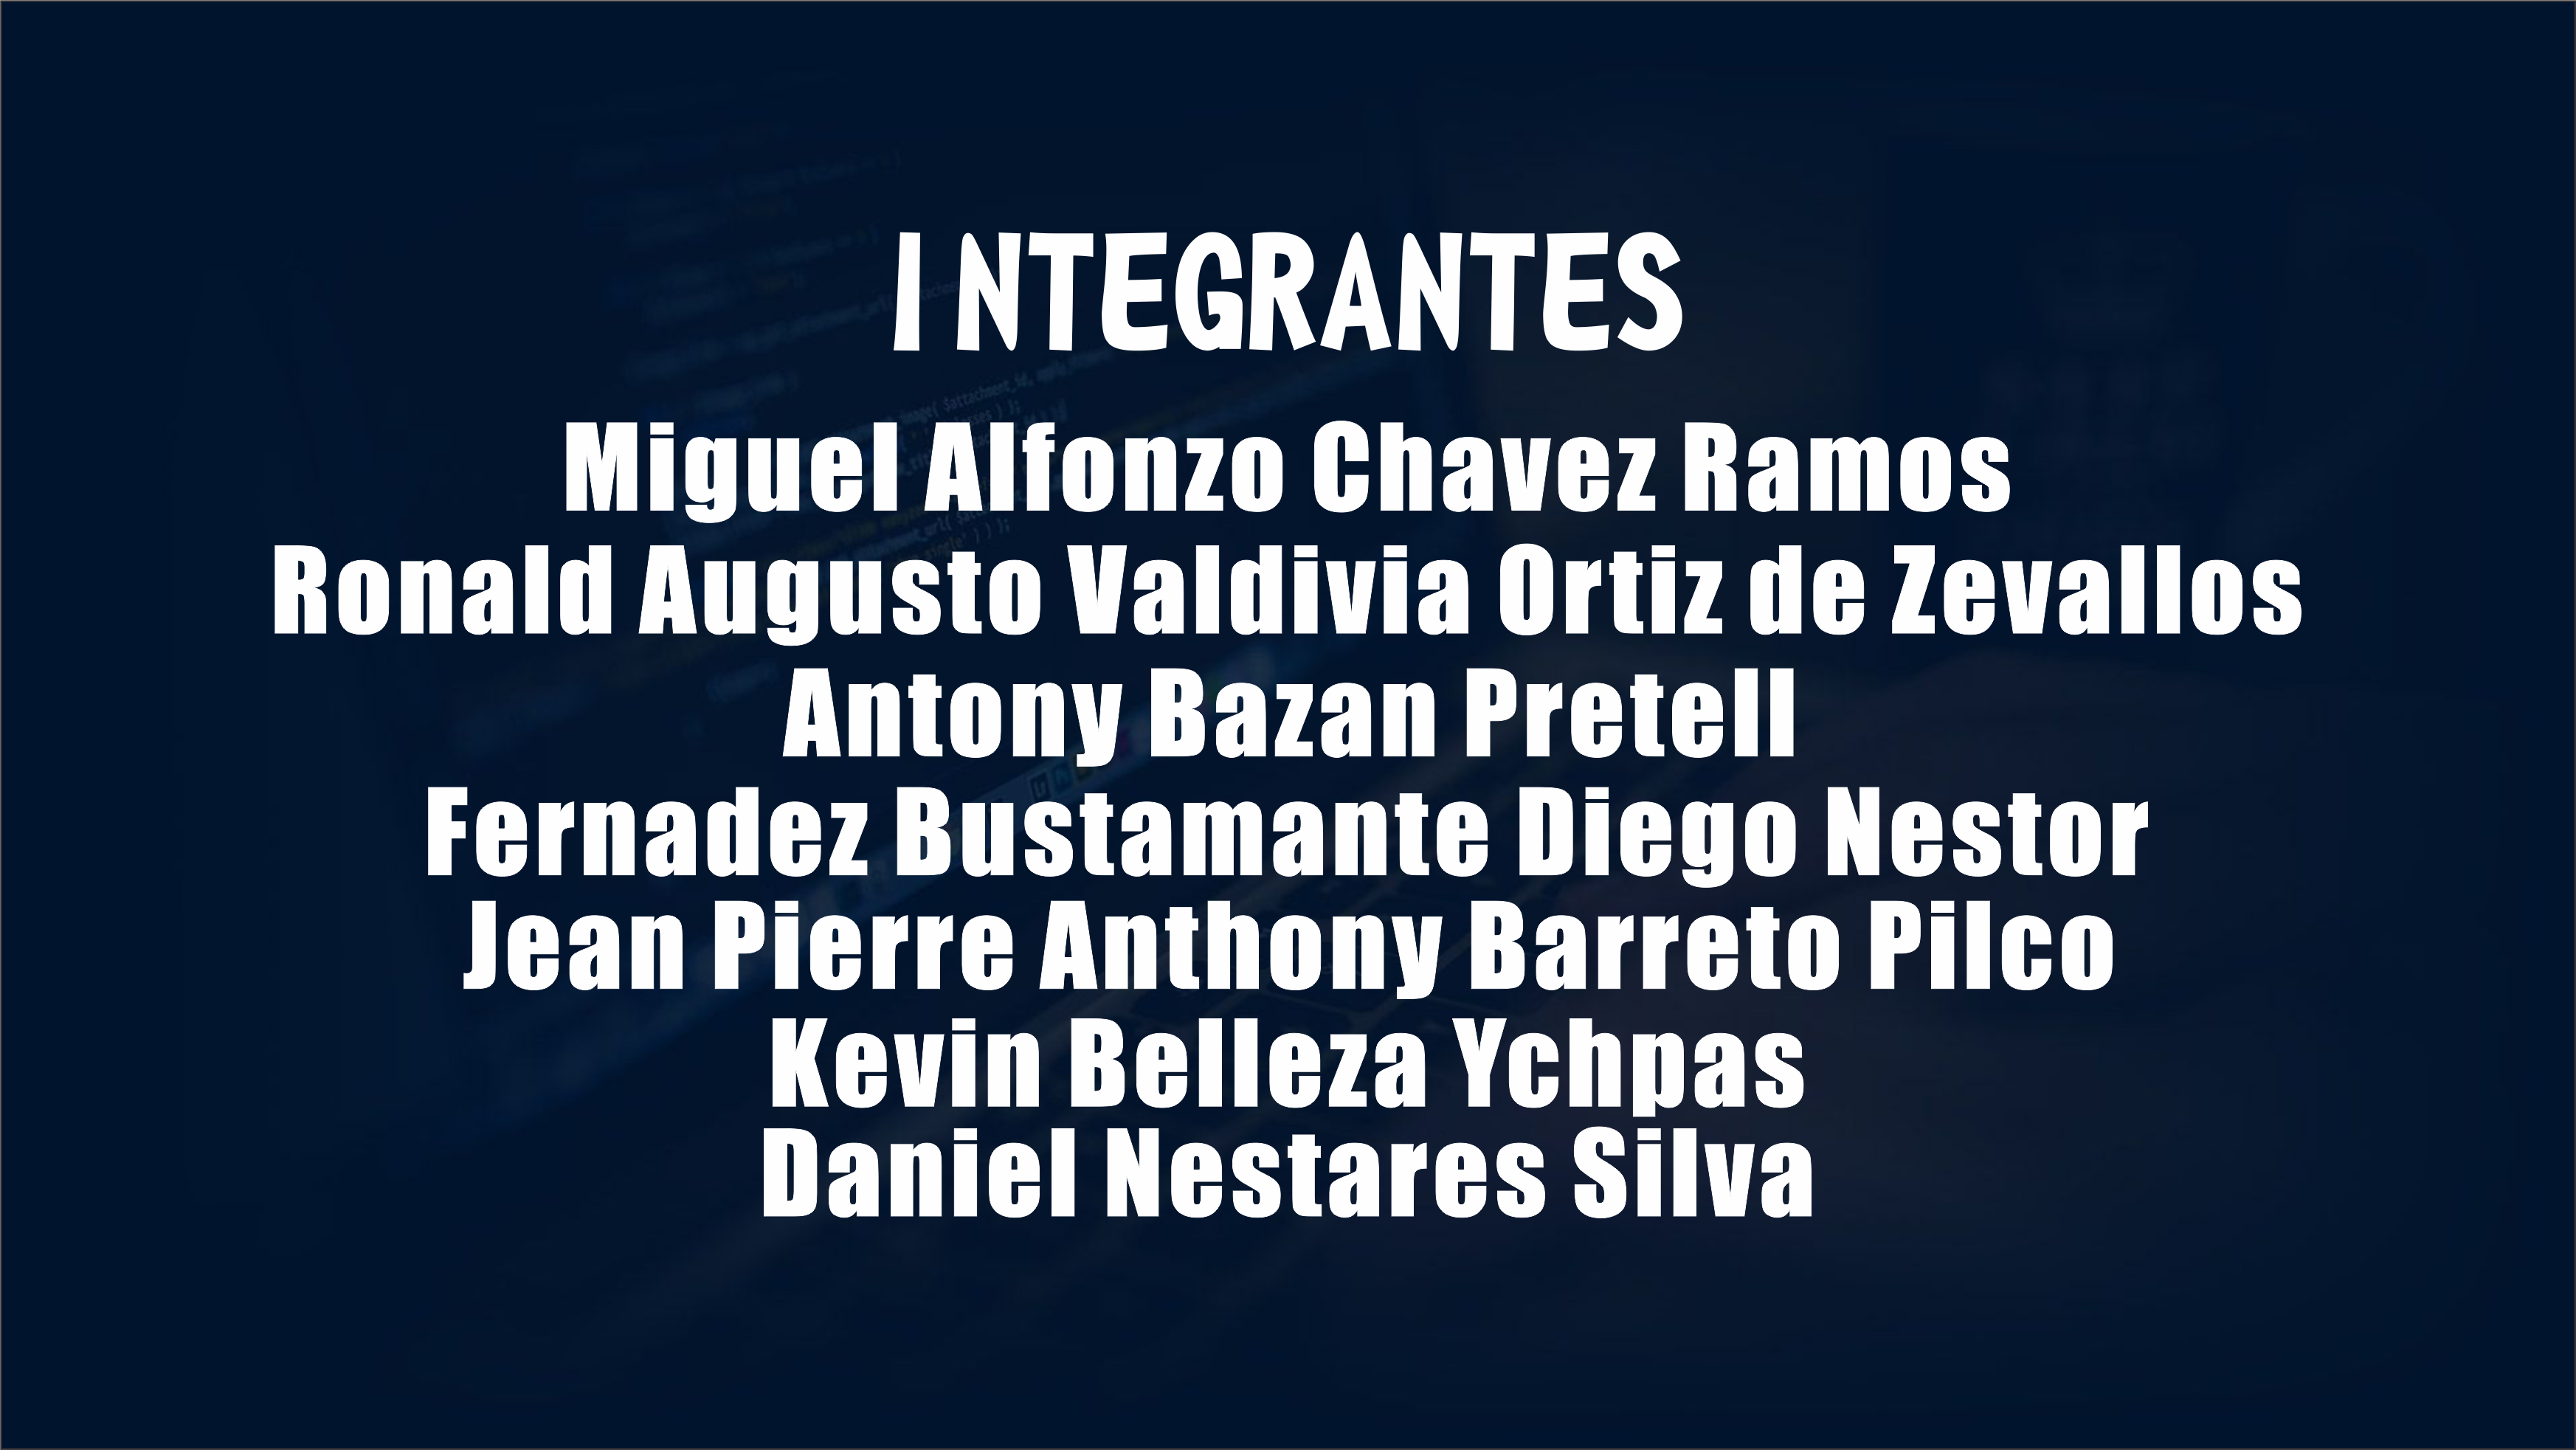 INTEGRANTES
Miguel Alfonzo Chavez Ramos
Ronald Augusto Valdivia Ortiz de Zevallos
Antony Bazan Pretell
Fernadez Bustamante Diego Nestor
Jean Pierre Anthony Barreto Pilco
Kevin Belleza Ychpas
Daniel Nestares Silva